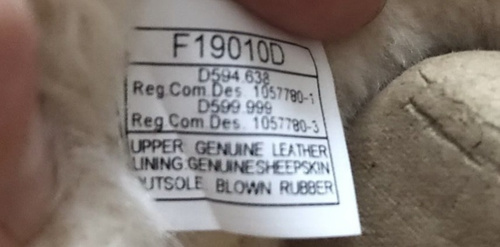 F19010D
D594.638
Reg.Com Des. 1057780-1
D599.999
Reg.Com Des. 1057780-3
UPPER GENUINE LEATHER
LINING:GENUINESHEEPSKIN
OUTSOLE BLOWN RUBBER